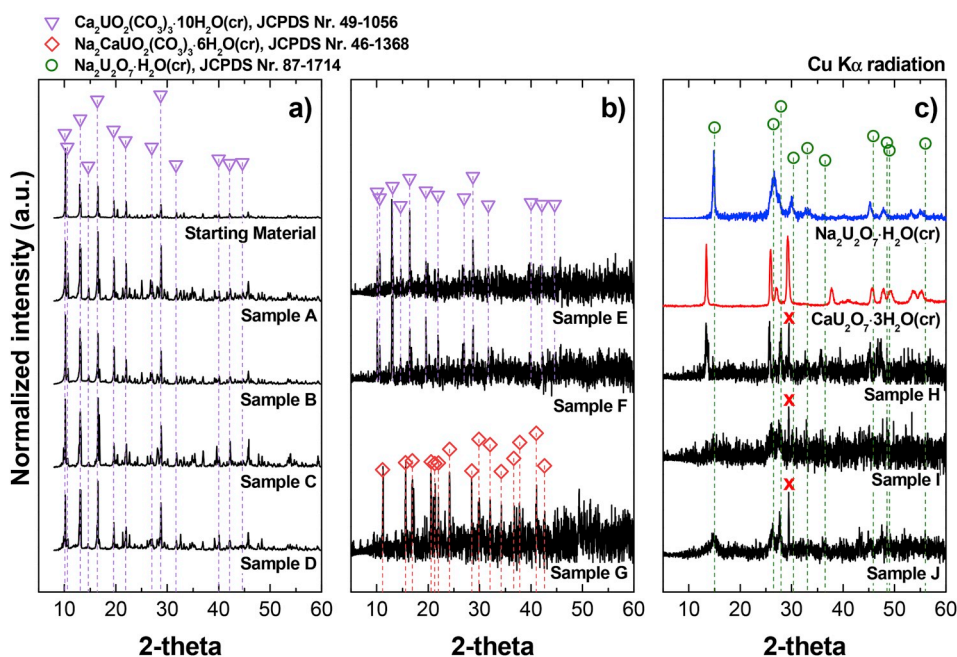 Ca₂UO₂(CO₃)₃·10H₂O(cr), JCPDS Nr. 49-1056
Na₂CaUO₂(CO₃)₃·6H₂O(cr), JCPDS Nr. 46-1368
Na₂U₂O₇·H₂O(cr), JCPDS Nr. 87-1714
Cu Kα radiation
Normalized intensity (a.u.)
a)
Starting Material
Sample A
Sample B
Sample C
Sample D
10 20 30 40 50 60
2-theta
b)
Sample E
Sample F
Sample G
10 20 30 40 50 60
2-theta
c)
Na₂U₂O₇·H₂O(cr)
CaU₂O₇·3H₂O(cr)
x
Sample H
x
Sample I
x
Sample J
10 20 30 40 50 60
2-theta